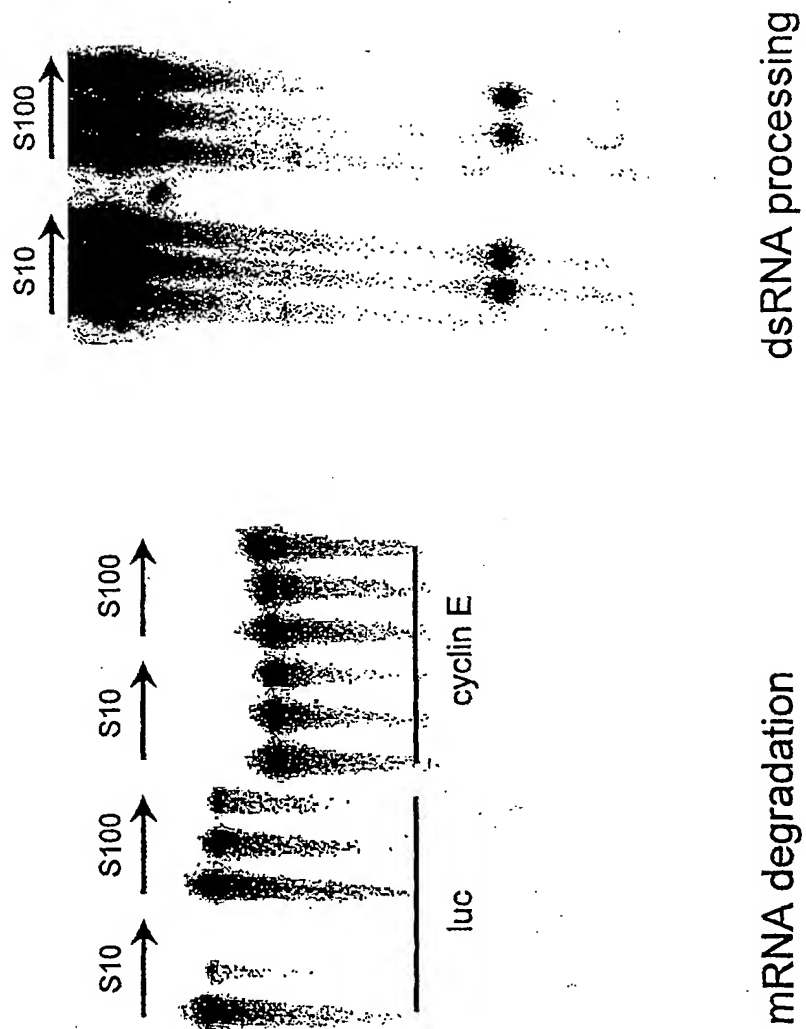 S10
S100
dsRNA processing
S10
S100
S10
S100
luc
cyclin E
mRNA degradation